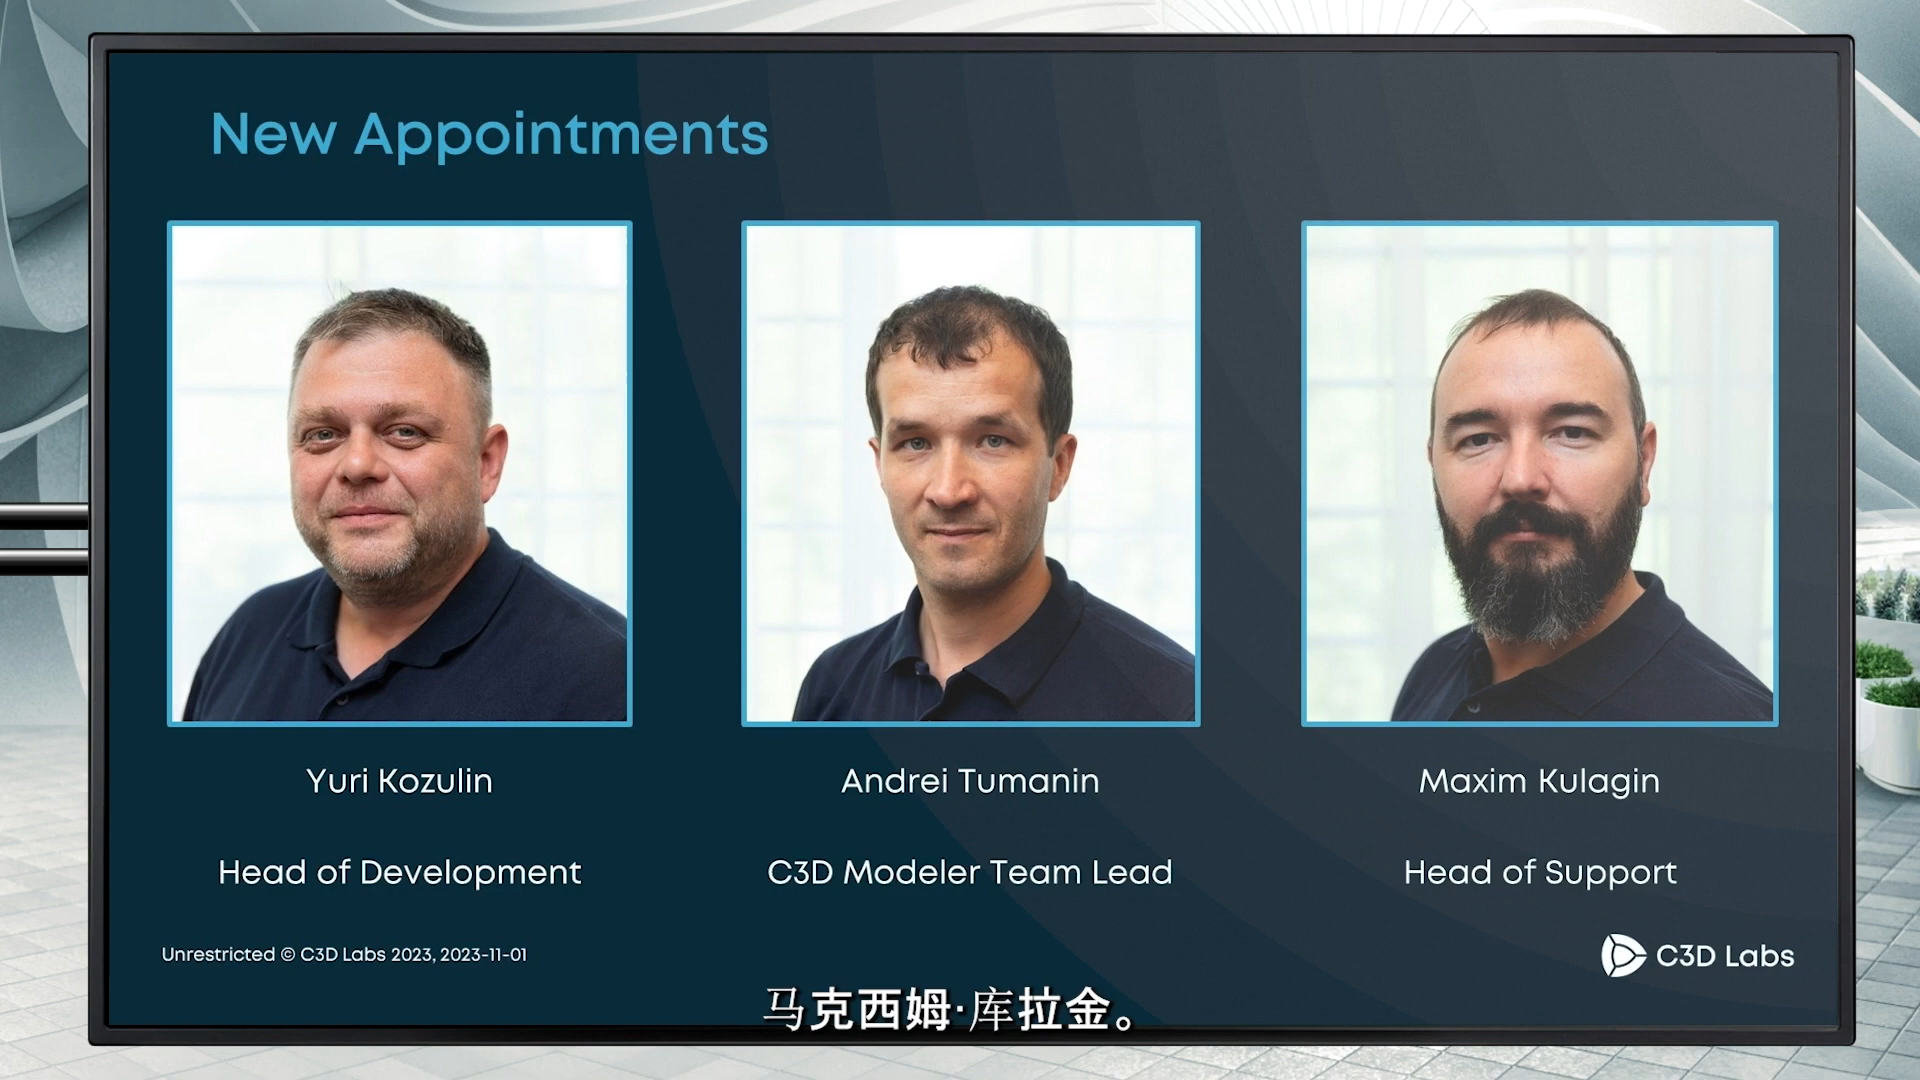 New Appointments
Yuri Kozulin
Andrei Tumanin
Maxim Kulagin
Head of Development
C3D Modeler Team Lead
Head of Support
Unrestricted © C3D Labs 2023, 2023-11-01
C3D Labs
马克西姆·库拉金。